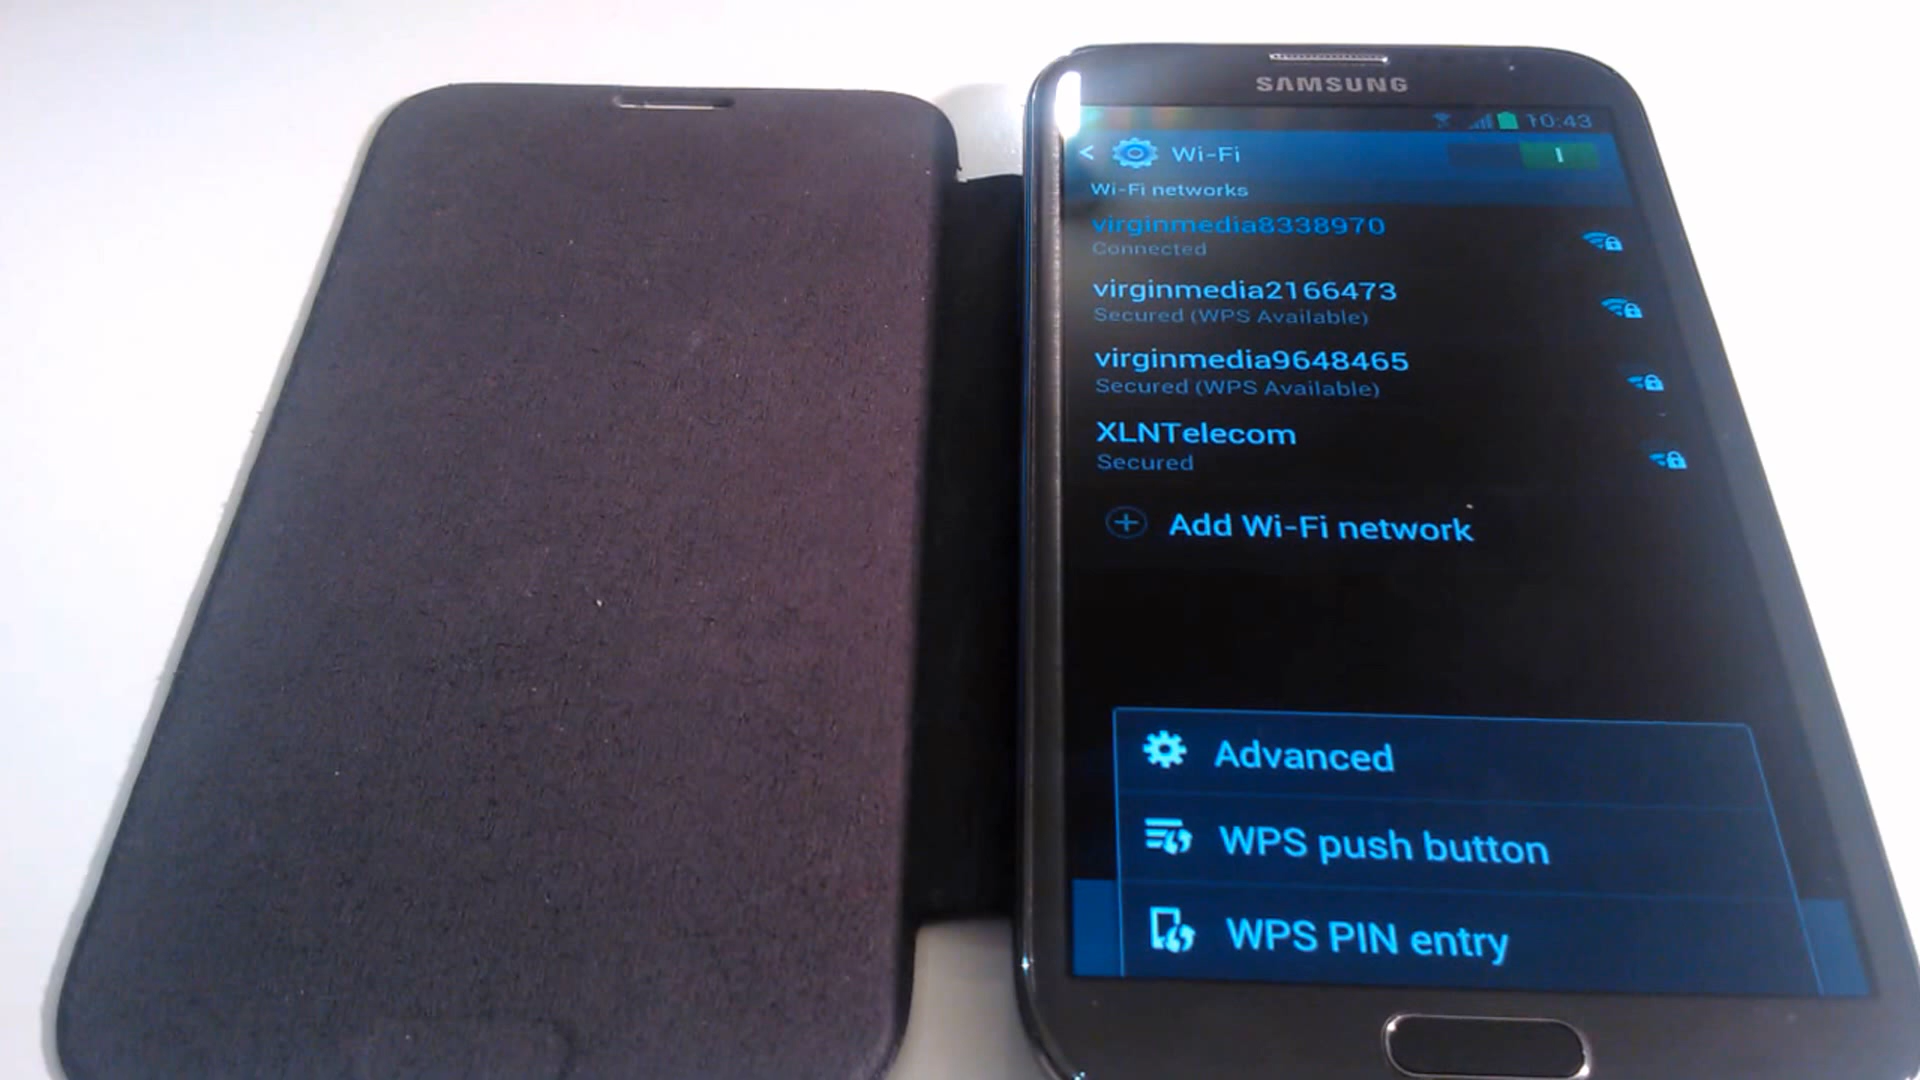 SAMSUNG
10:43
< Wi-Fi
Wi-Fi networks
virginmedia8338970
Connected
virginmedia2166473
Secured (WPS Available)
virginmedia9648465
Secured (WPS Available)
XLNTelecom
Secured
Add Wi-Fi network
Advanced
WPS push button
WPS PIN entry